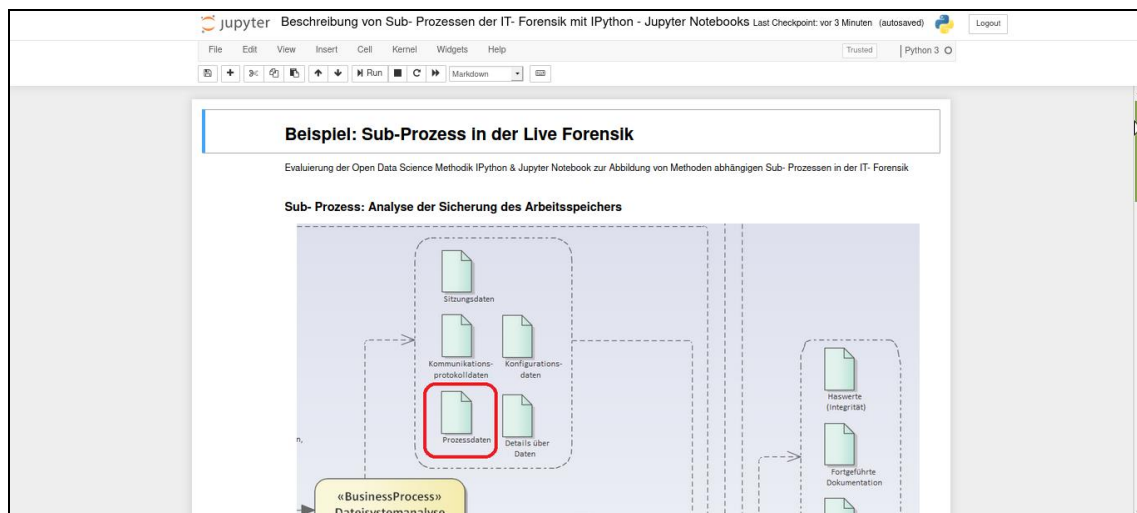 jupyter Beschreibung von Sub- Prozessen der IT- Forensik mit IPython - Jupyter Notebooks Last Checkpoint: vor 3 Minuten (autosaved) Logout
File Edit View Insert Cell Kernel Widgets Help Trusted Python 3
Run Markdown
Beispiel: Sub-Prozess in der Live Forensik
Evaluierung der Open Data Science Methodik IPython & Jupyter Notebook zur Abbildung von Methoden abhängigen Sub- Prozessen in der IT- Forensik
Sub- Prozess: Analyse der Sicherung des Arbeitsspeichers
Sitzungsdaten
Kommunikations-
protokolldaten
Konfigurations-
daten
Prozessdaten
Details über
Daten
Haswerte
(Integrität)
n,
Fortgeführte
Dokumentation
«BusinessProcess»
Dateisystemanalyse